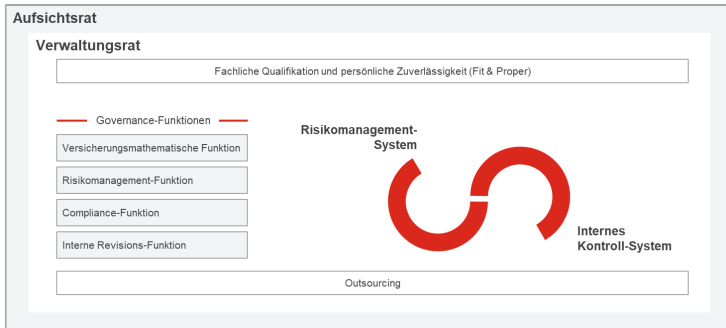 Aufsichtsrat
Verwaltungsrat
Fachliche Qualifikation und persönliche Zuverlässigkeit (Fit & Proper)
Governance-Funktionen
Versicherungsmathematische Funktion
Risikomanagement-Funktion
Compliance-Funktion
Interne Revisions-Funktion
Risikomanagement-
System
Internes
Kontroll-System
Outsourcing